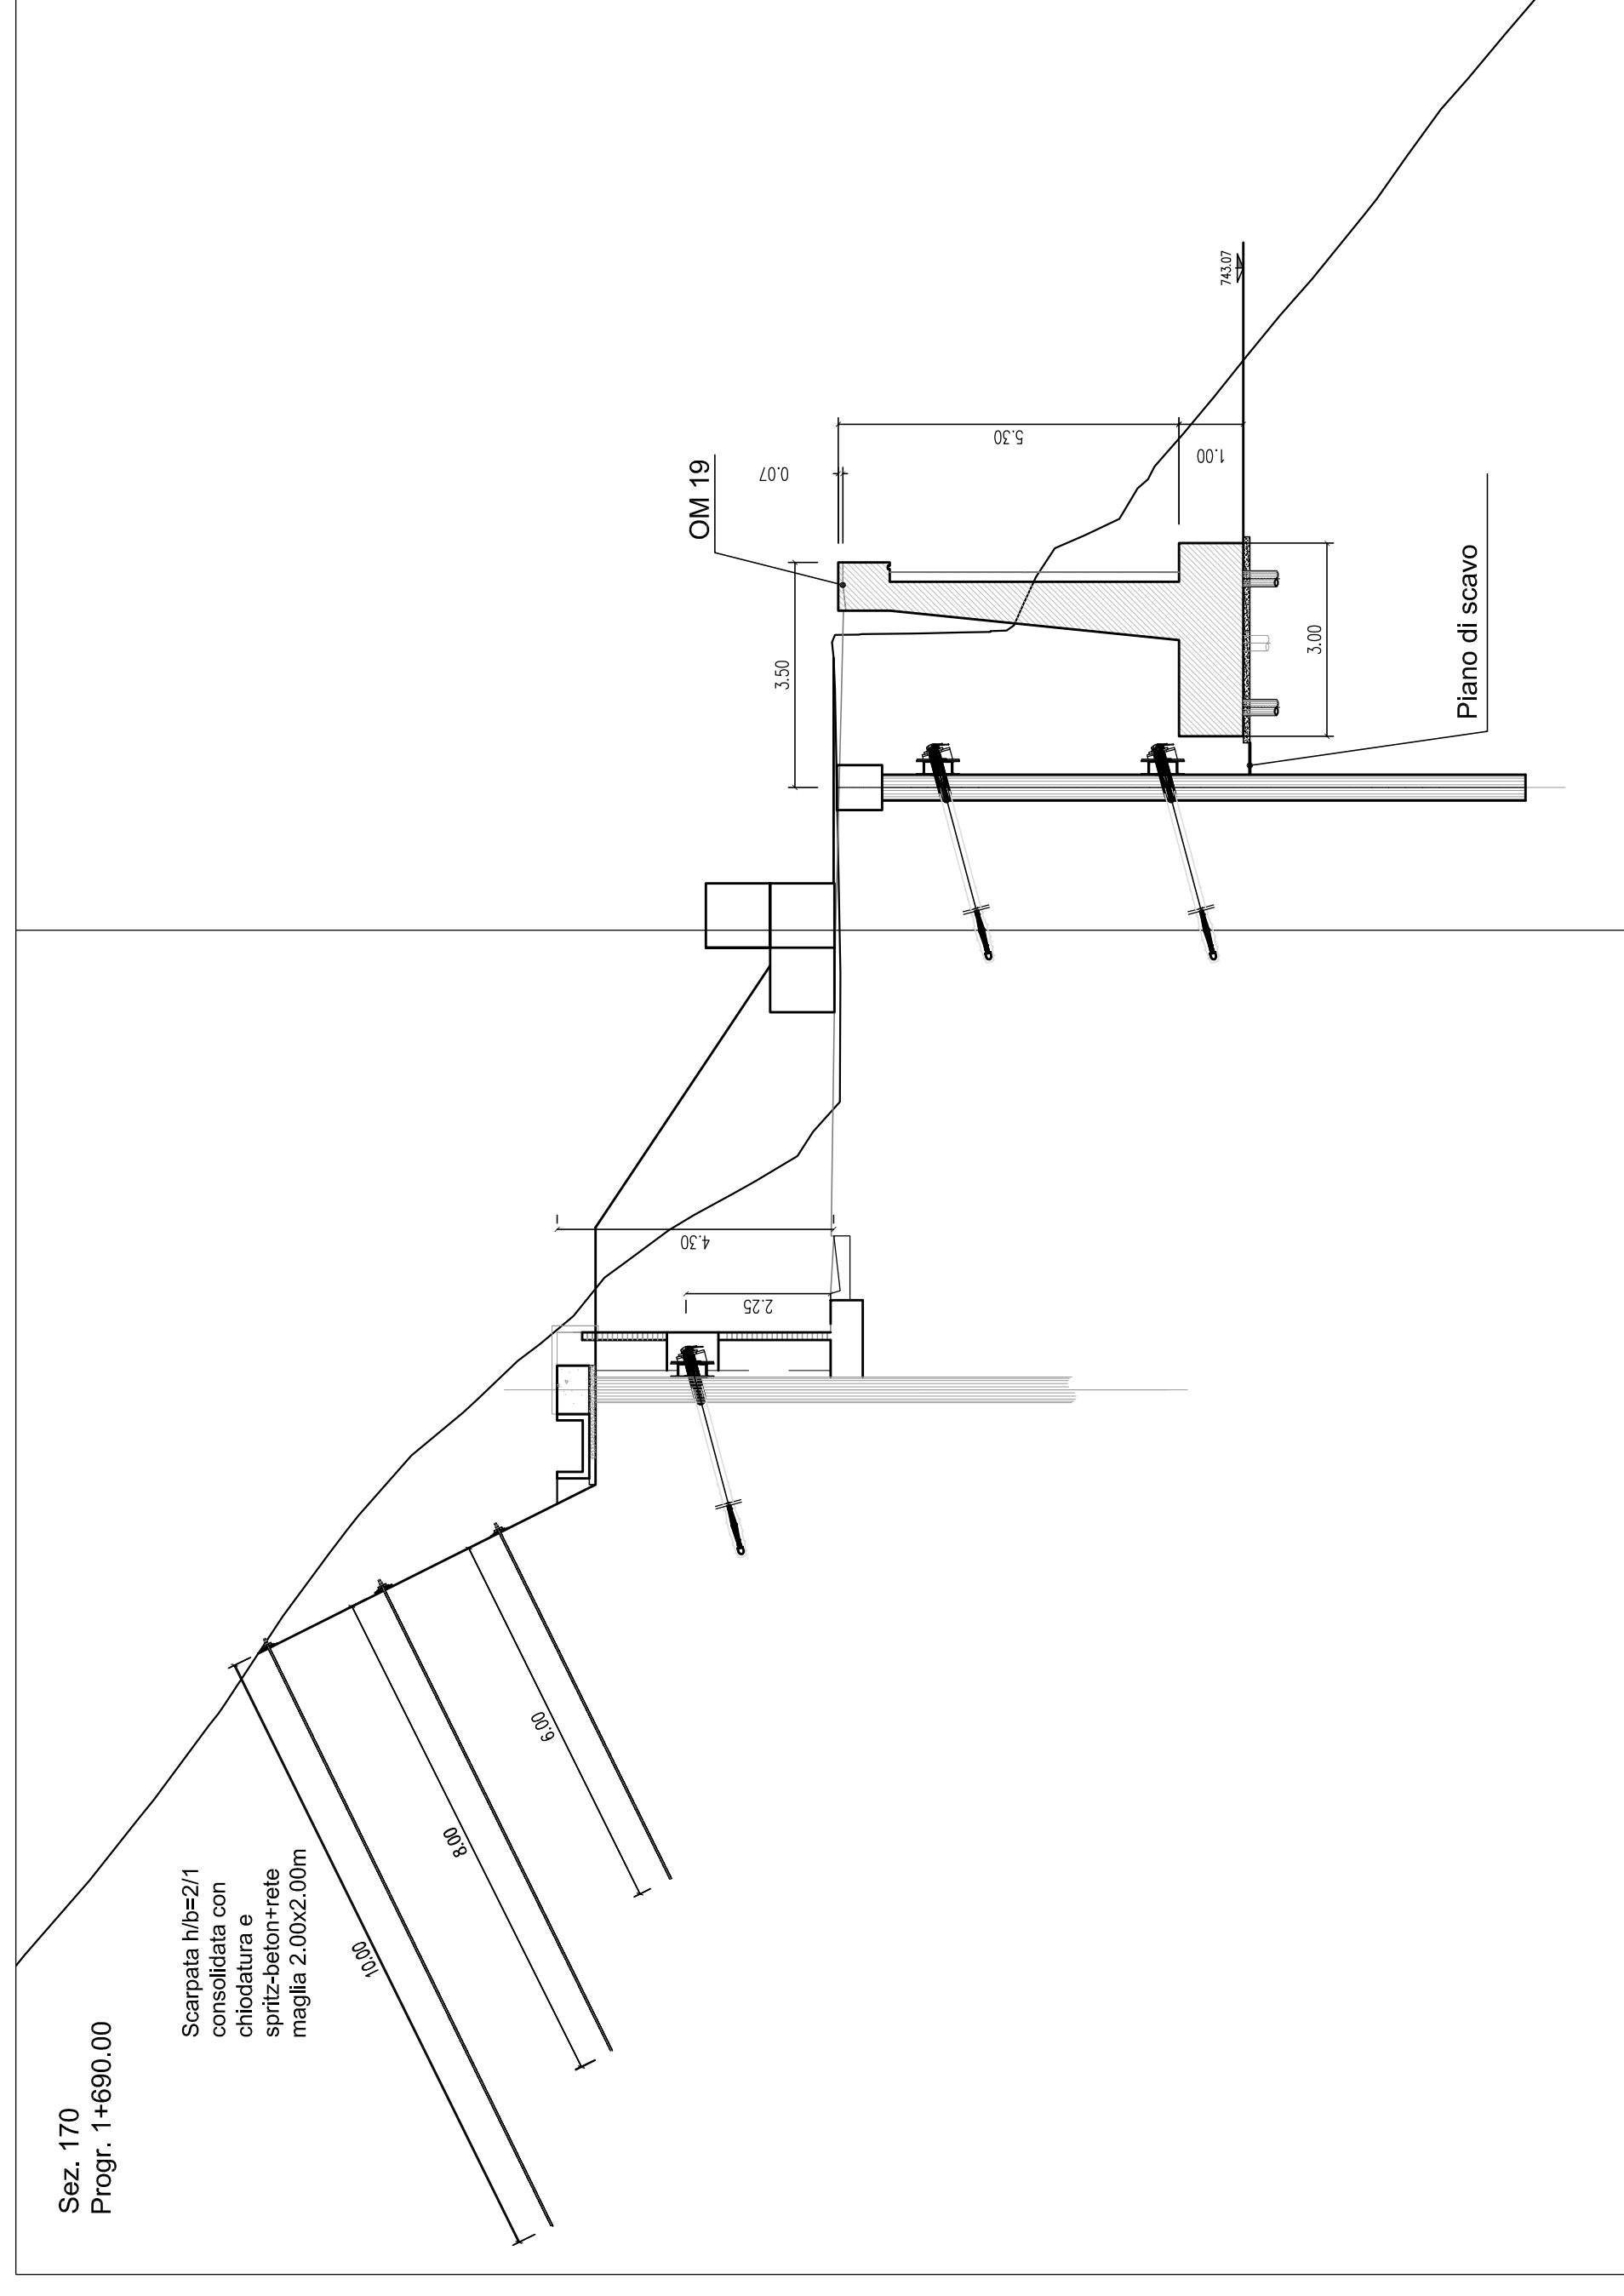 Sez. 170
Progr. 1+690.00
Scarpata h/b=2/1
consolidata con
chiodatura e
spritz-beton+rete
maglia 2.00x2.00m
10.00
8.00
6.00
4.30
2.25
OM 19
3.50
0.07
5.30
1.00
743.07
3.00
Piano di scavo